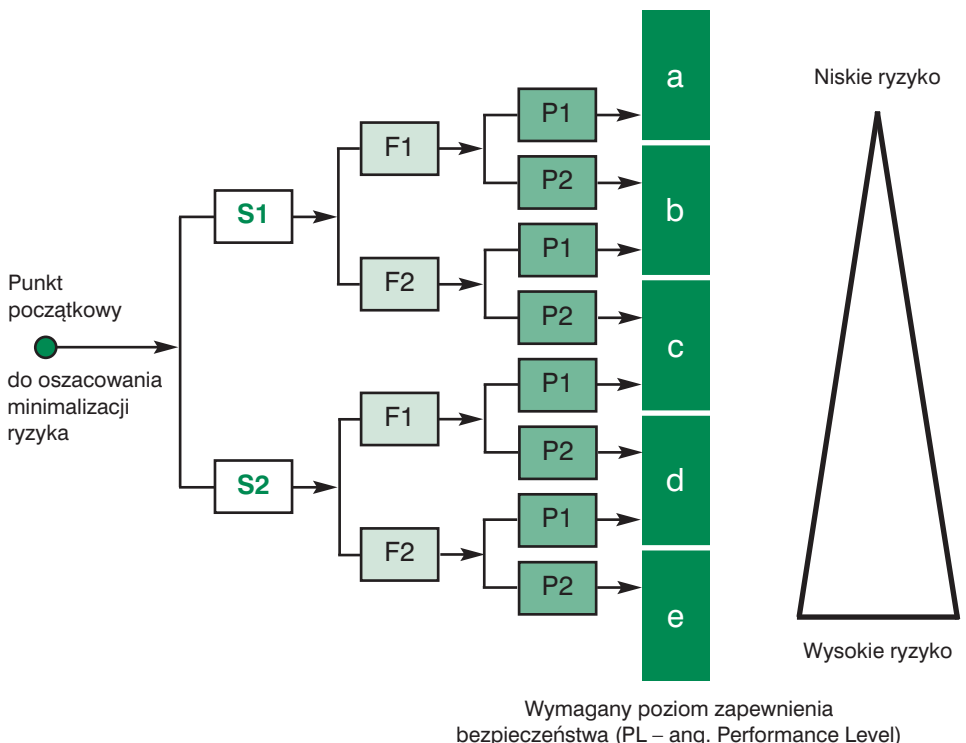 Punkt
początkowy
do oszacowania
minimalizacji
ryzyka
S1
S2
F1
F2
F1
F2
P1
P2
P1
P2
P1
P2
P1
P2
a
b
c
d
e
Niskie ryzyko
Wysokie ryzyko
Wymagany poziom zapewnienia
bezpieczeństwa (PL – ang. Performance Level)